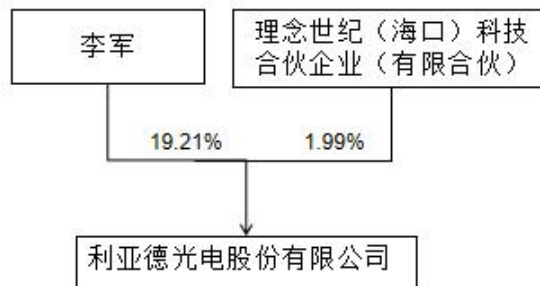 李军
理念世纪（海口）科技
合伙企业（有限合伙）
19.21%
1.99%
利亚德光电股份有限公司